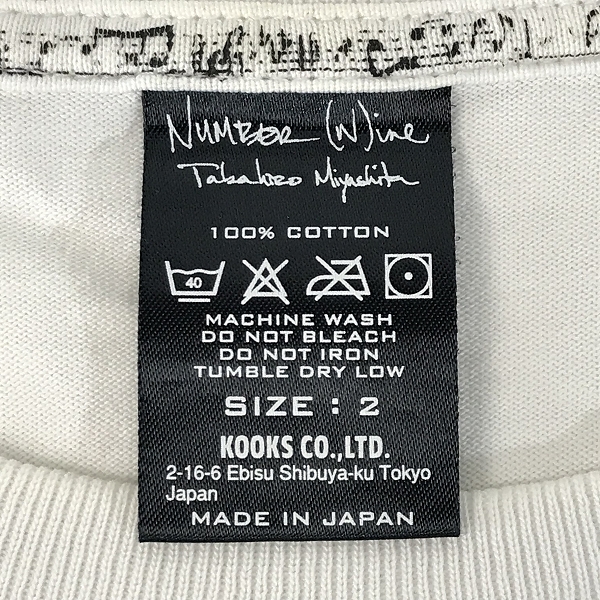 NUMBER (N)ine
Takahiro Miyashita
100% COTTON
40
MACHINE WASH
DO NOT BLEACH
DO NOT IRON
TUMBLE DRY LOW
SIZE : 2
KOOKS CO.,LTD.
2-16-6 Ebisu Shibuya-ku Tokyo
Japan
MADE IN JAPAN